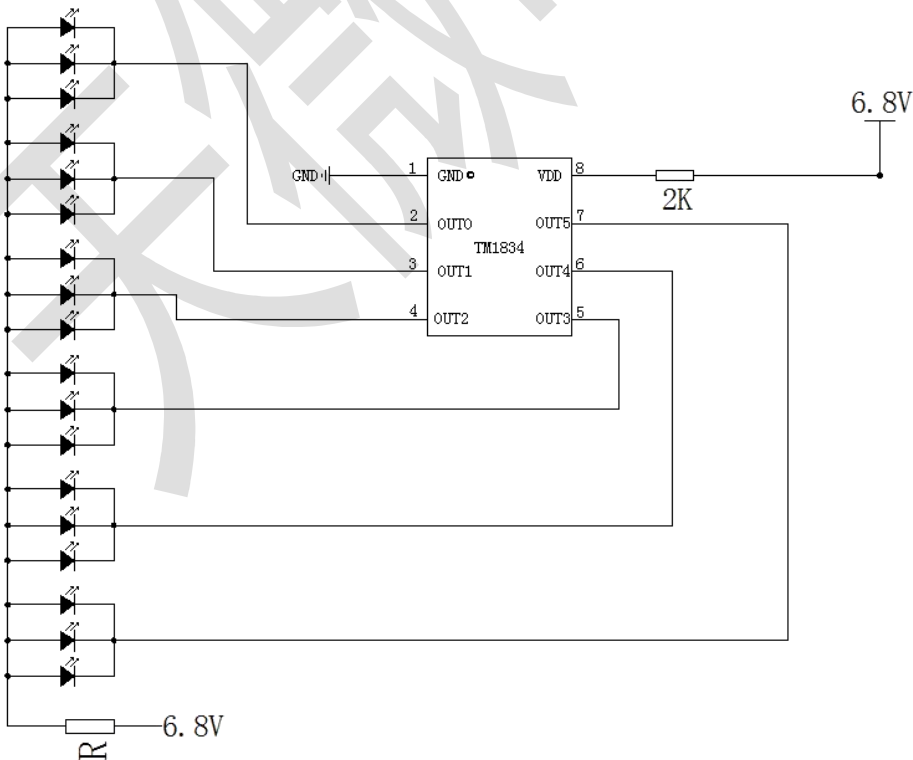 6.8V
GND
1
GND
VDD
8
2K
2
OUT0
OUT5
7
TM1834
3
OUT1
OUT4
6
4
OUT2
OUT3
5
6.8V
R